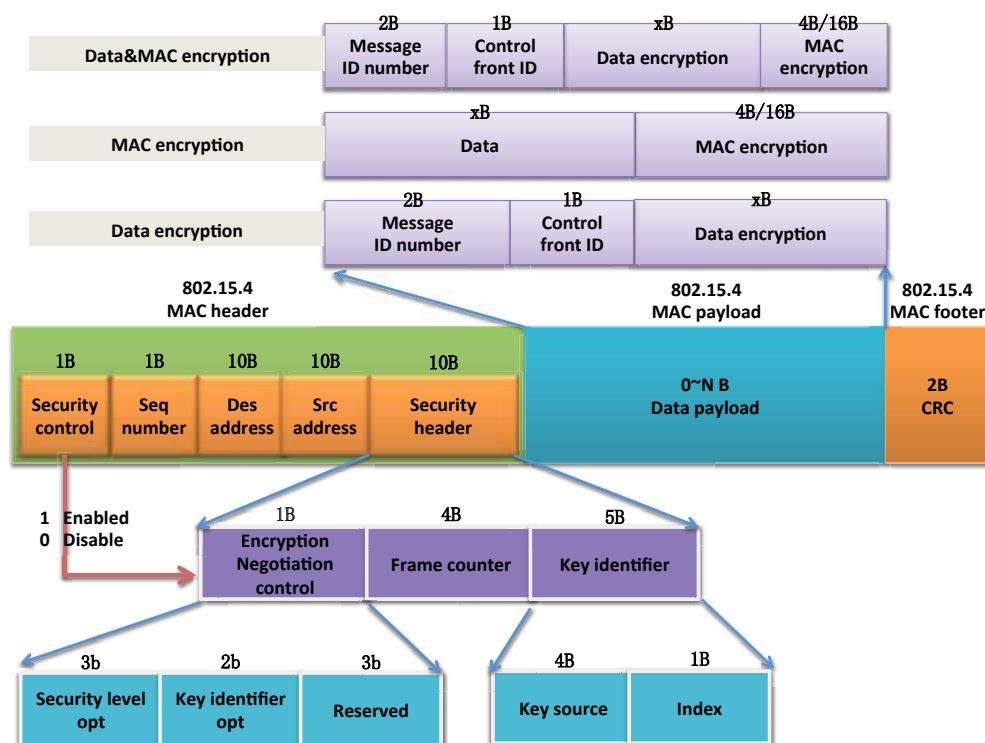 2B 1B xB 4B/16B
Data&MAC encryption
Message
ID number
Control
front ID
Data encryption
MAC
encryption
xB 4B/16B
MAC encryption
Data
MAC encryption
2B 1B xB
Data encryption
Message
ID number
Control
front ID
Data encryption
802.15.4
MAC header
802.15.4
MAC payload
802.15.4
MAC footer
1B 1B 10B 10B 10B
Security
control
Seq
number
Des
address
Src
address
Security
header
0~N B
Data payload
2B
CRC
1 Enabled
0 Disable
1B 4B 5B
Encryption
Negotiation
control
Frame counter
Key identifier
3b 2b 3b
Security level
opt
Key identifier
opt
Reserved
4B 1B
Key source
Index